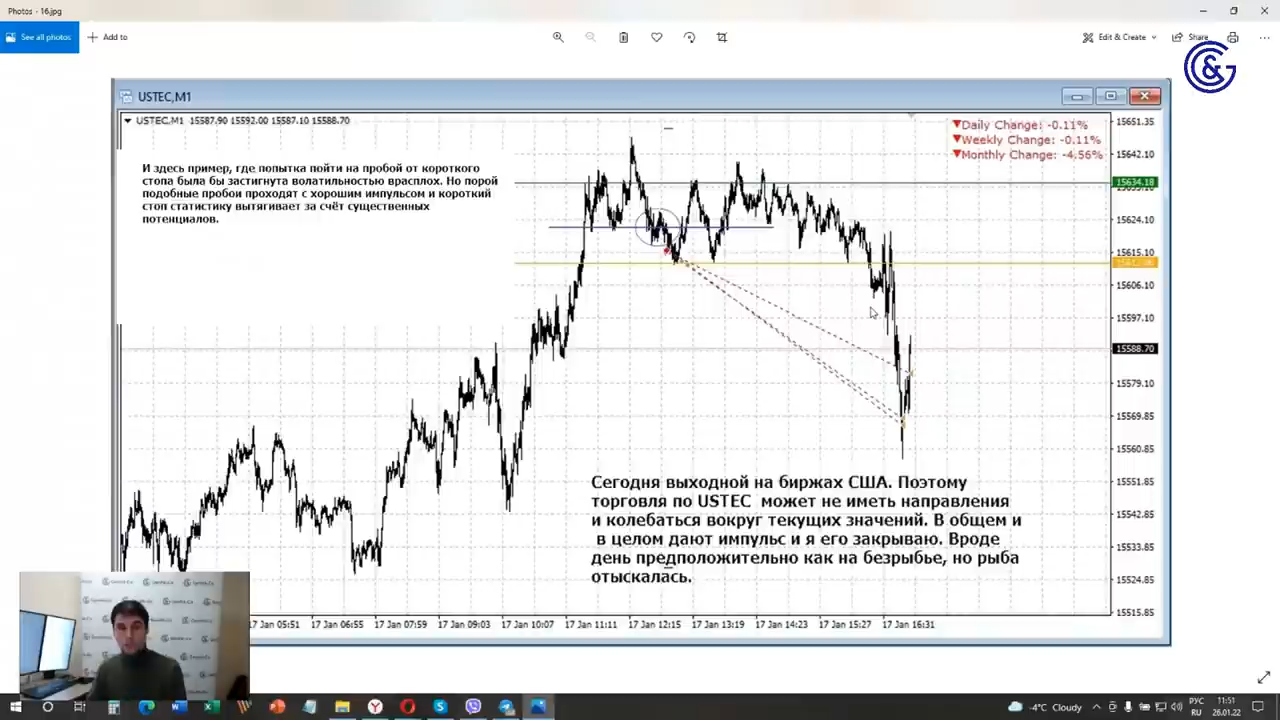 Photos - 16.jpg
See all photos
Add to
Edit & Create
Share
G&
USTEC,M1
USTEC,M1 15587.90 15592.00 15587.10 15588.70
Daily Change: -0.11%
Weekly Change: -0.11%
Monthly Change: -4.56%
И здесь пример, где попытка пойти на пробой от короткого
стопа была бы застигнута волатильностью врасплох. Но порой
подобные пробои проходят с хорошим импульсом и короткий
стоп статистику вытягивает за счёт существенных
потенциалов.
15651.35
15642.10
15634.18
15624.10
15615.10
15606.10
15597.10
15588.70
15579.10
15569.85
15560.85
15551.85
15542.85
15533.85
15524.85
15515.85
Сегодня выходной на биржах США. Поэтому
торговля по USTEC может не иметь направления
и колебаться вокруг текущих значений. В общем и
в целом дают импульс и я его закрываю. Вроде
день предположительно как на безрыбье, но рыба
отыскалась.
17 Jan 05:51 17 Jan 06:55 17 Jan 07:59 17 Jan 09:03 17 Jan 10:07 17 Jan 11:11 17 Jan 12:15 17 Jan 13:19 17 Jan 14:23 17 Jan 15:27 17 Jan 16:31
-4°C Cloudy
РУС
RU
11:51
26.01.22